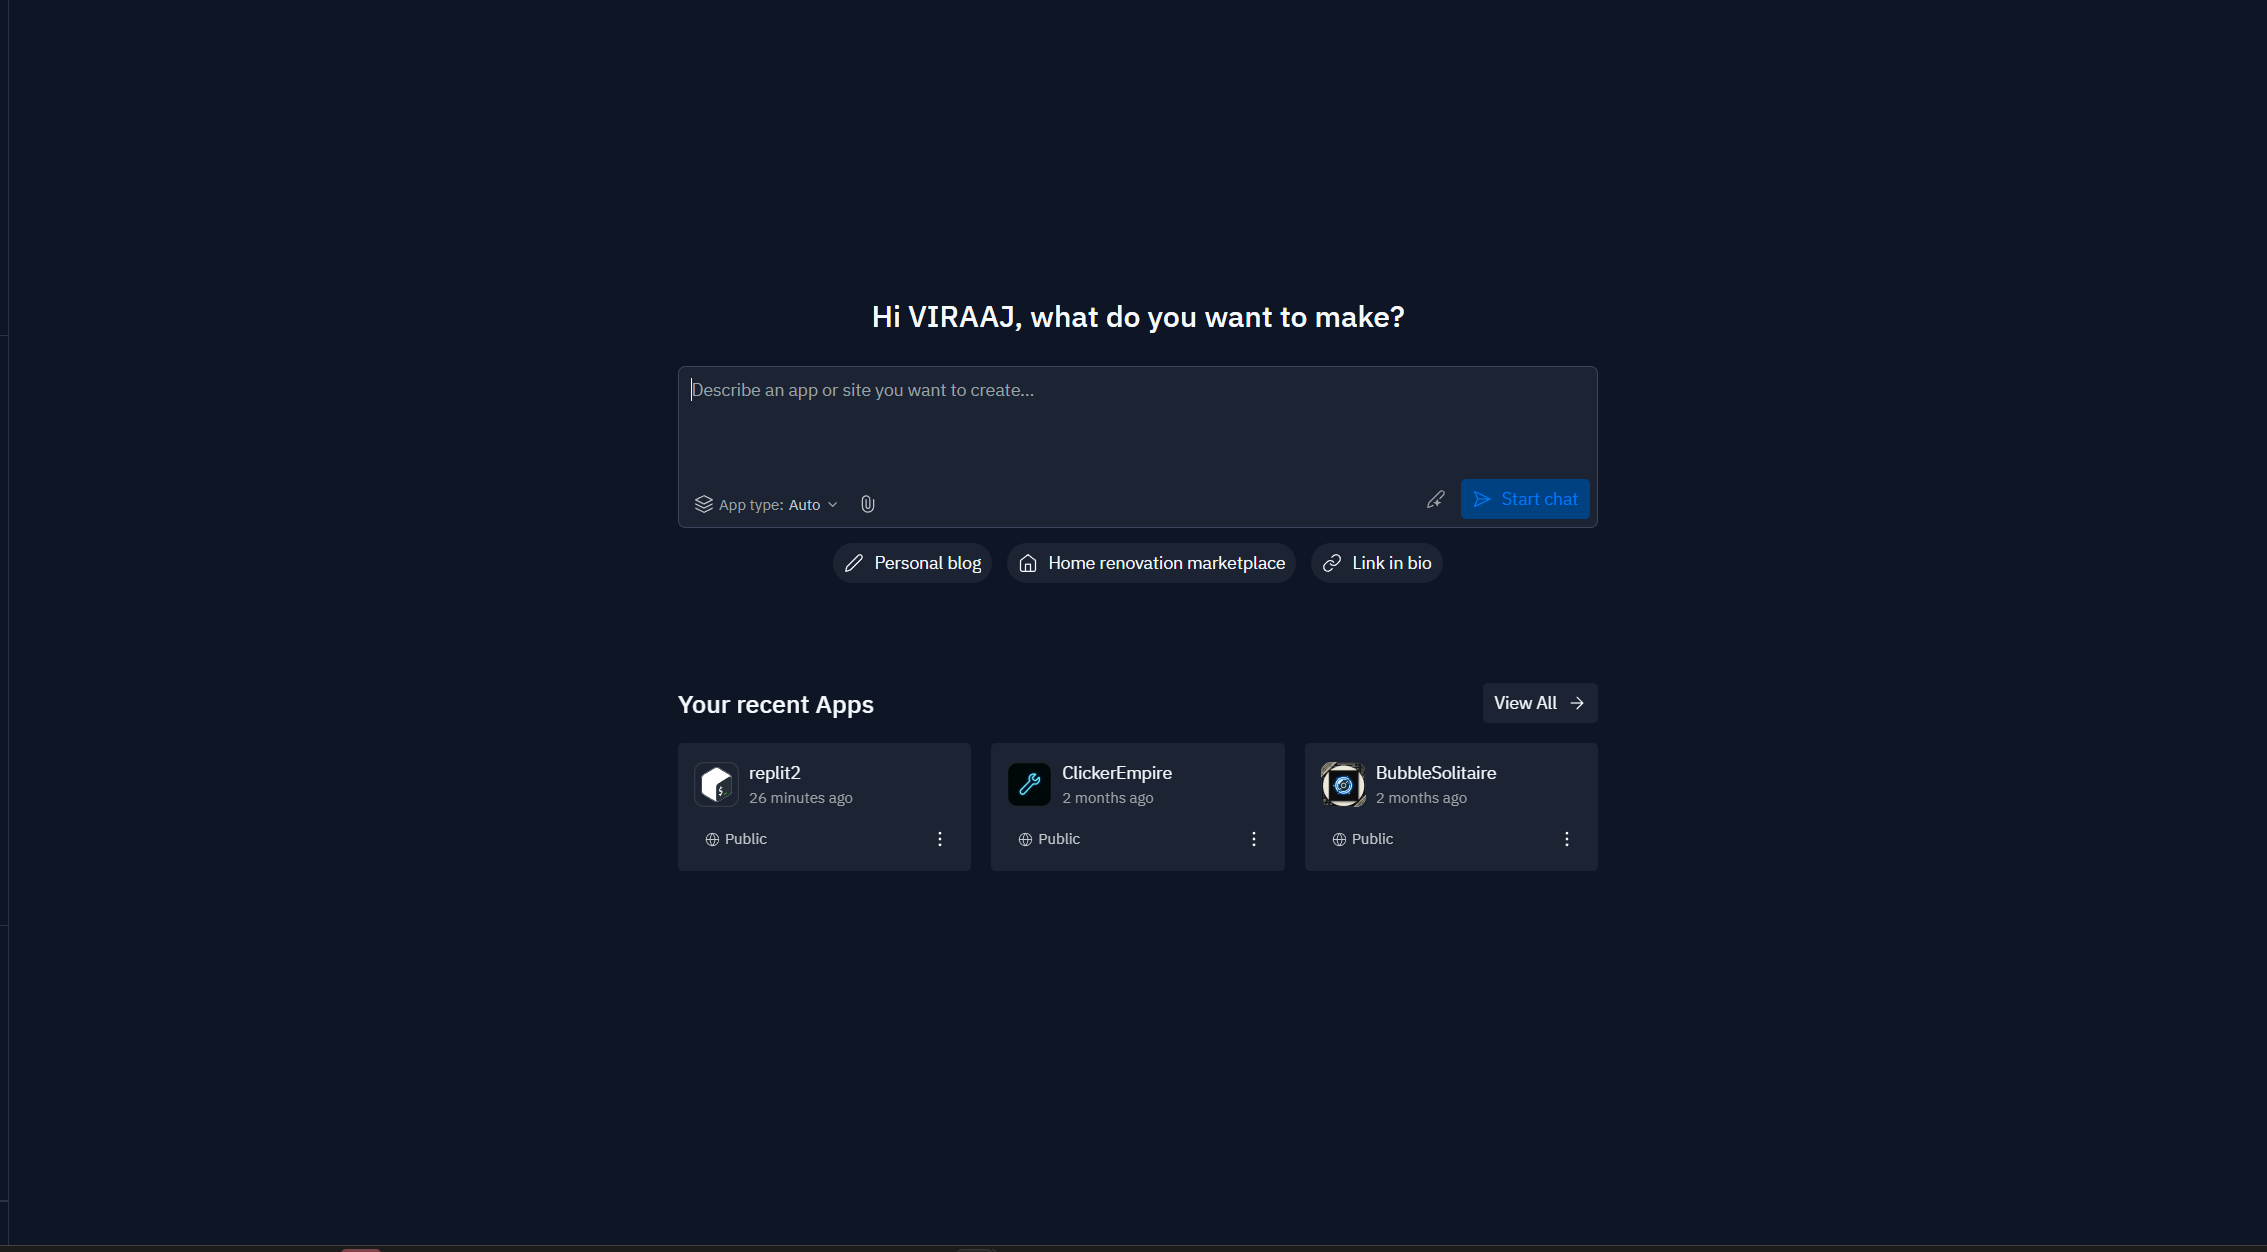 Hi VIRAAJ, what do you want to make?
Describe an app or site you want to create...
App type: Auto
Start chat
Personal blog
Home renovation marketplace
Link in bio
Your recent Apps
View All
replit2
26 minutes ago
Public
ClickerEmpire
2 months ago
Public
BubbleSolitaire
2 months ago
Public